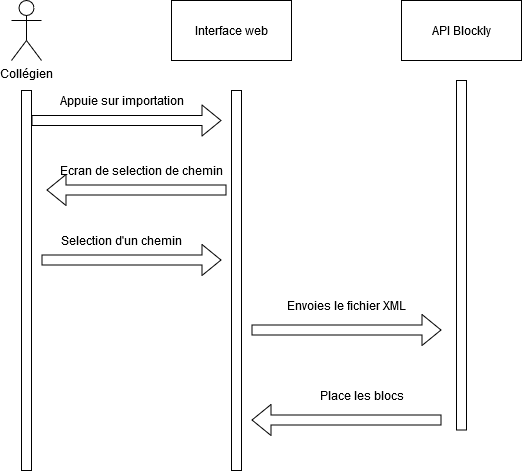 Interface web
API Blockly
Collégien
Appuie sur importation
Ecran de selection de chemin
Selection d'un chemin
Envoies le fichier XML
Place les blocs